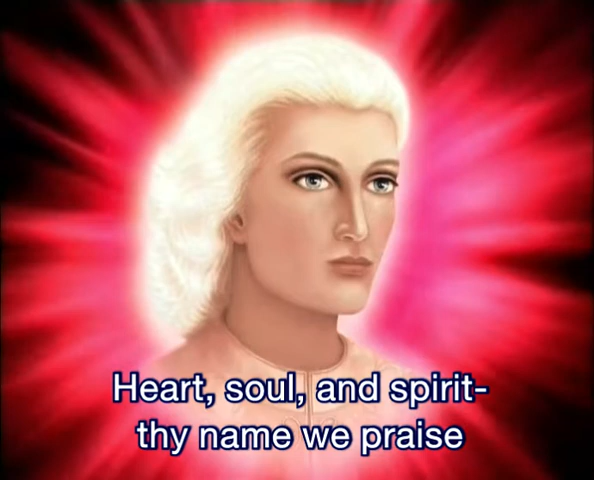 Heart, soul, and spirit-
thy name we praise